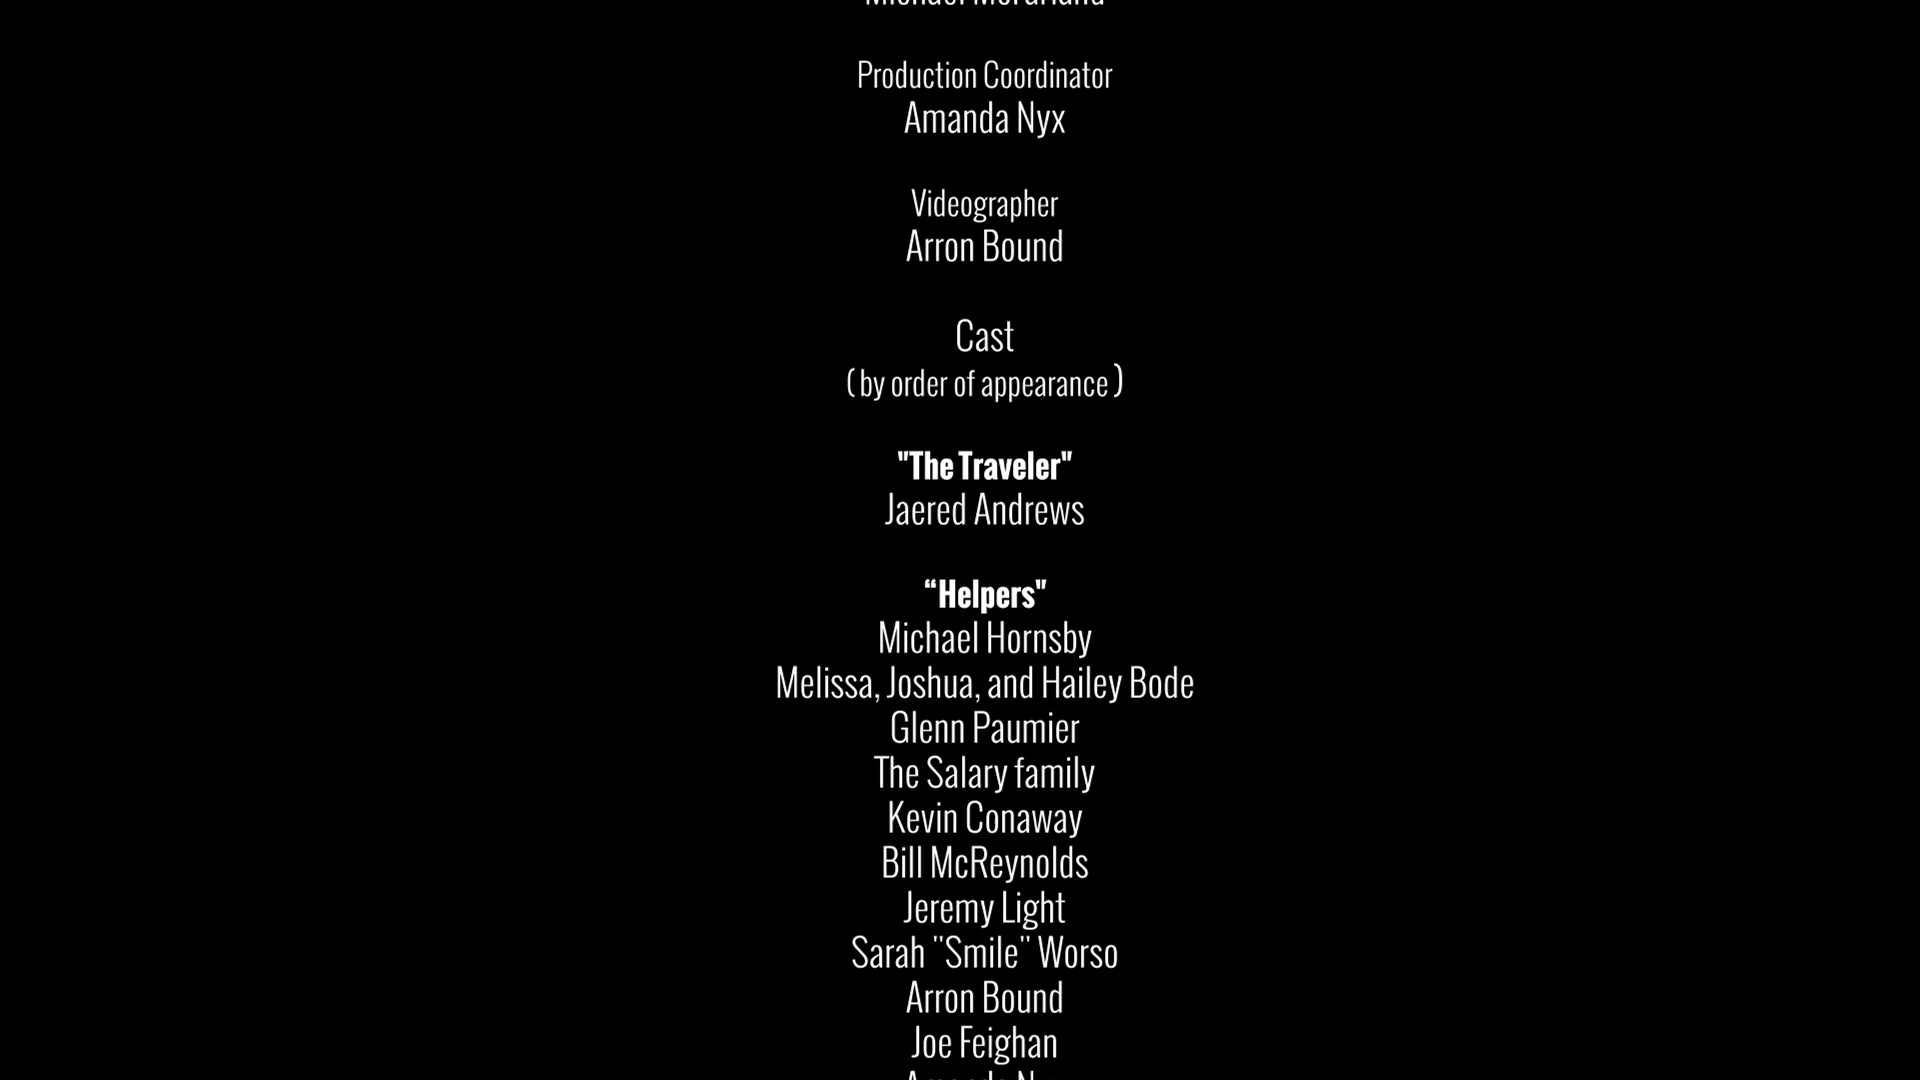 Michael McFarland
Production Coordinator
Amanda Nyx
Videographer
Arron Bound
Cast
( by order of appearance )
"The Traveler"
Jaered Andrews
“Helpers"
Michael Hornsby
Melissa, Joshua, and Hailey Bode
Glenn Paumier
The Salary family
Kevin Conaway
Bill McReynolds
Jeremy Light
Sarah "Smile" Worso
Arron Bound
Joe Feighan